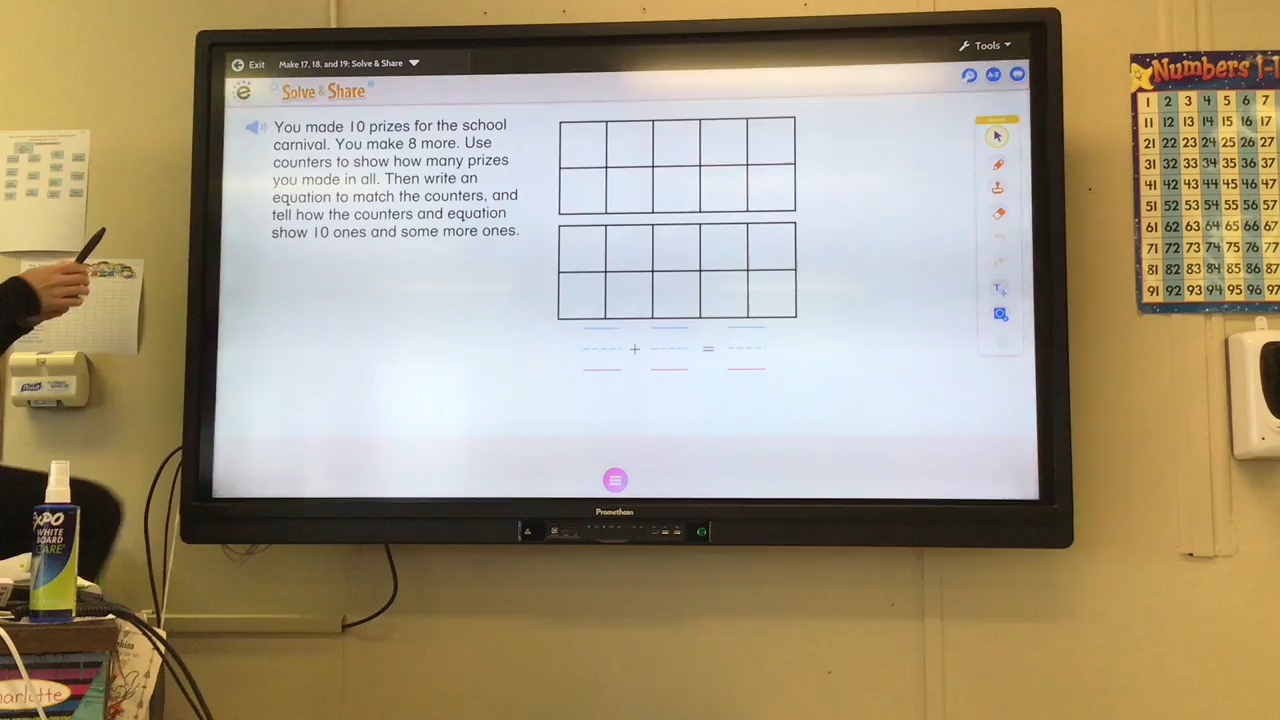 Exit
Make 17, 18, and 19: Solve & Share
Tools
Solve & Share
A-Z
You made 10 prizes for the school
carnival. You make 8 more. Use
counters to show how many prizes
you made in all. Then write an
equation to match the counters, and
tell how the counters and equation
show 10 ones and some more ones.
+ =
Promethean
Numbers 1-1
1 2 3 4 5 6 7
11 12 13 14 15 16 17
21 22 23 24 25 26 27
31 32 33 34 35 36 37
41 42 43 44 45 46 47
51 52 53 54 55 56 57
61 62 63 64 65 66 67
71 72 73 74 75 76 77
81 82 83 84 85 86 87
91 92 93 94 95 96 97
EXPO
WHITE
BOARD
CARE
harlotte